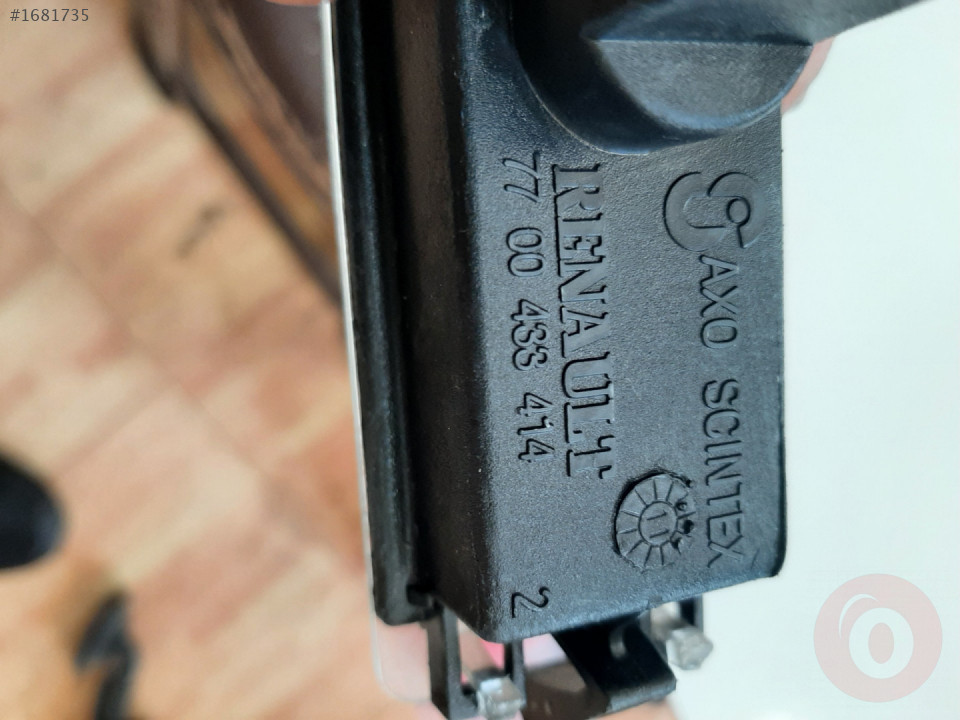 #1681735
AXO SCINTEX
RENAULT
77 00 433 414
2